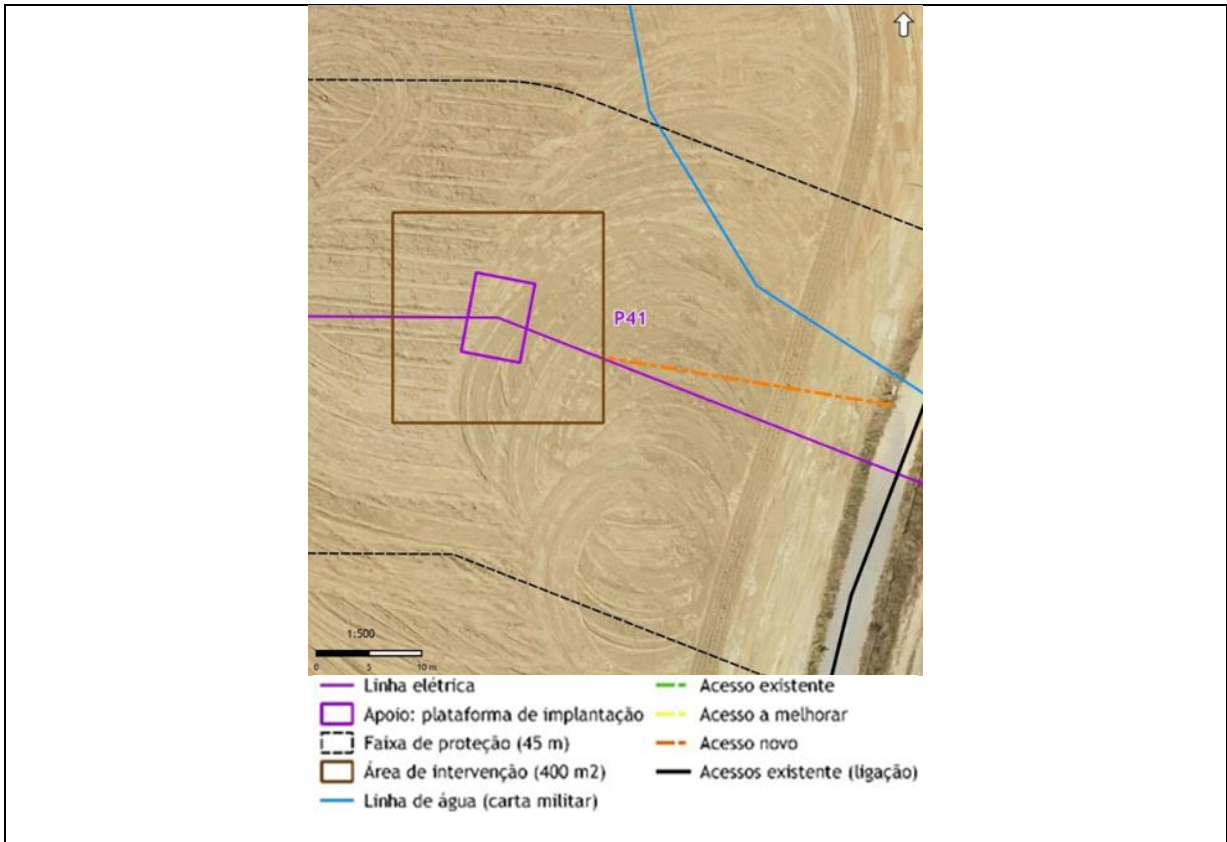 P41
1:500
0 5 10 m
Linha elétrica
Apoio: plataforma de implantação
Faixa de proteção (45 m)
Área de intervenção (400 m2)
Linha de água (carta militar)
Acesso existente
Acesso a melhorar
Acesso novo
Acessos existente (ligação)